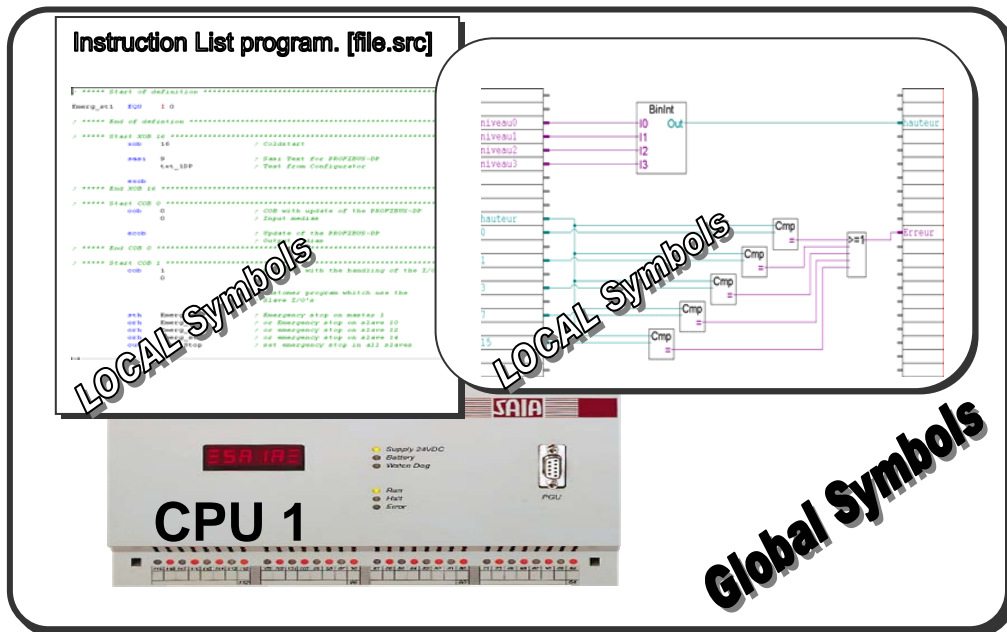 Instruction List program. [file.src]
; ***** Start of definition
Emerg_st1 EQU I 0
; ***** End of definition
; ***** Start XOB 16
xob 16 ; Coldstart
sasi 9 ; Sasi Text for PROFIBUS-DP
; Text from Configurator
exob
; ***** End XOB 16
; ***** Start COB 0
cob 0 ; COB with update of the PROFIBUS-DP
0 ; Input medias
ecob ; Update of the PROFIBUS-DP
; ***** End COB 0
; ***** Start COB 1
cob 1 with the handling of the I/O
0
customer program which use the
slave I/O's
sth ; Emergency stop on master 1
orh ; or Emergency stop on slave 10
orh ; or emergency stop on slave 12
orh ; or emergency stop on slave 14
; set emergency stop in all slaves
LOCAL Symbols
BinInt
niveau0 I0 Out hauteur
niveau1 I1
niveau2 I2
niveau3 I3
hauteur Cmp
0 = >=1 Erreur
Cmp
=
Cmp
=
Cmp
=
15 Cmp
=
LOCAL Symbols
SAIA
Supply 24VDC
Battery
Watch Dog
Run
Halt
Error
PGU
CPU 1
Global Symbols